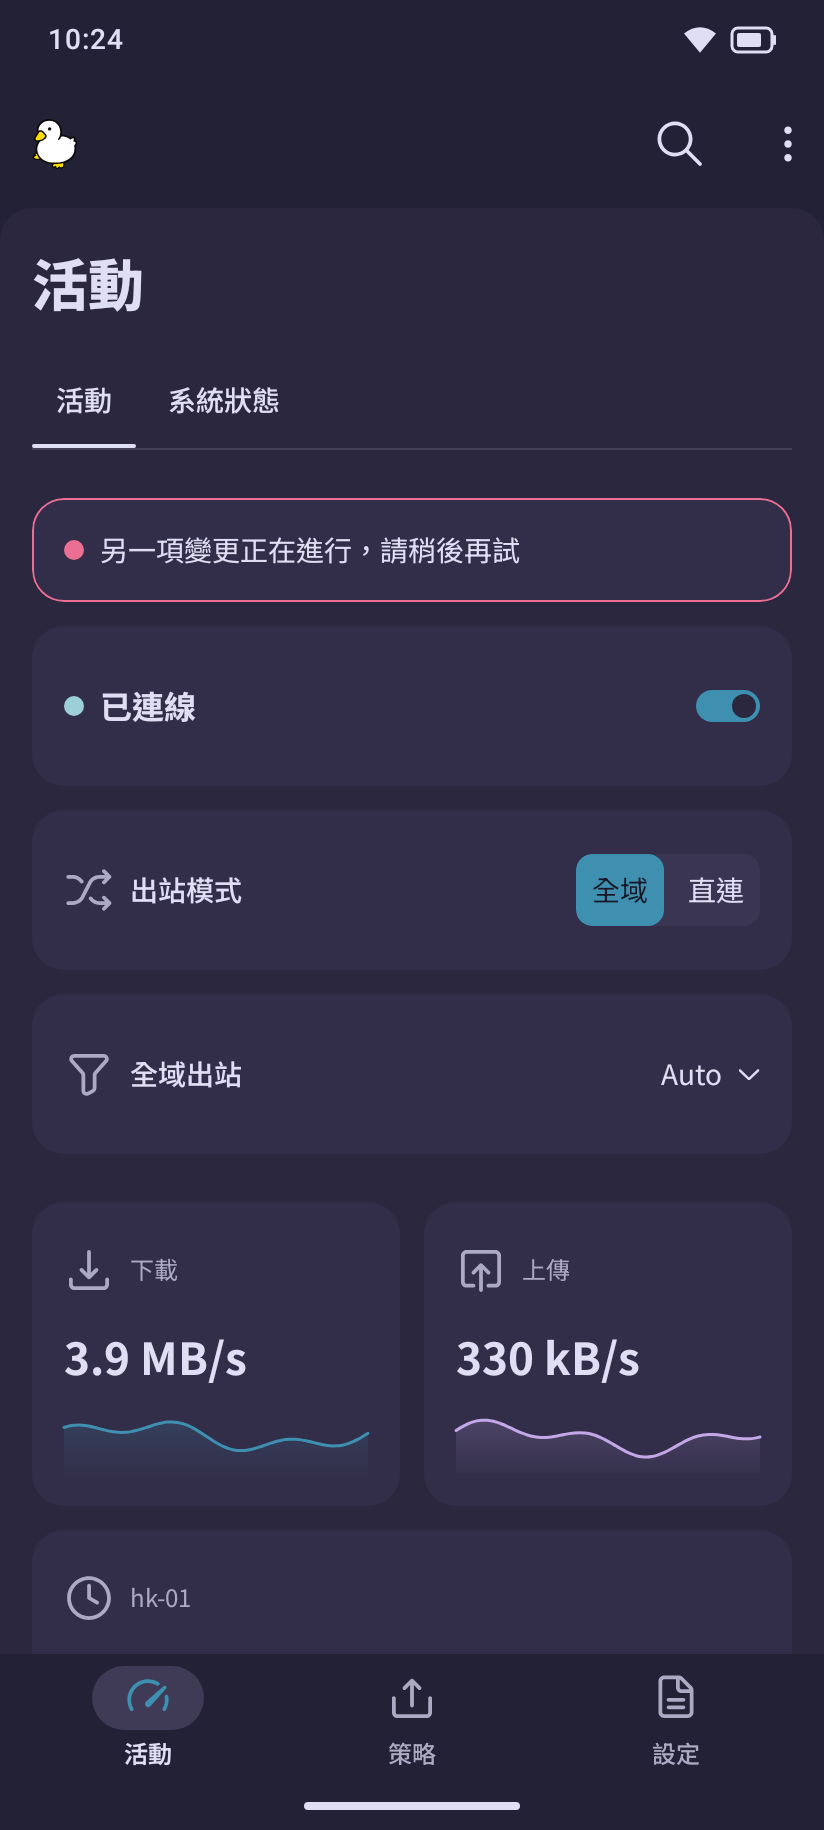 10:24
活動
活動
系統狀態
另一項變更正在進行，請稍後再試
已連線
出站模式
全域
直連
全域出站
Auto
下載
上傳
3.9 MB/s
330 kB/s
hk-01
活動
策略
設定